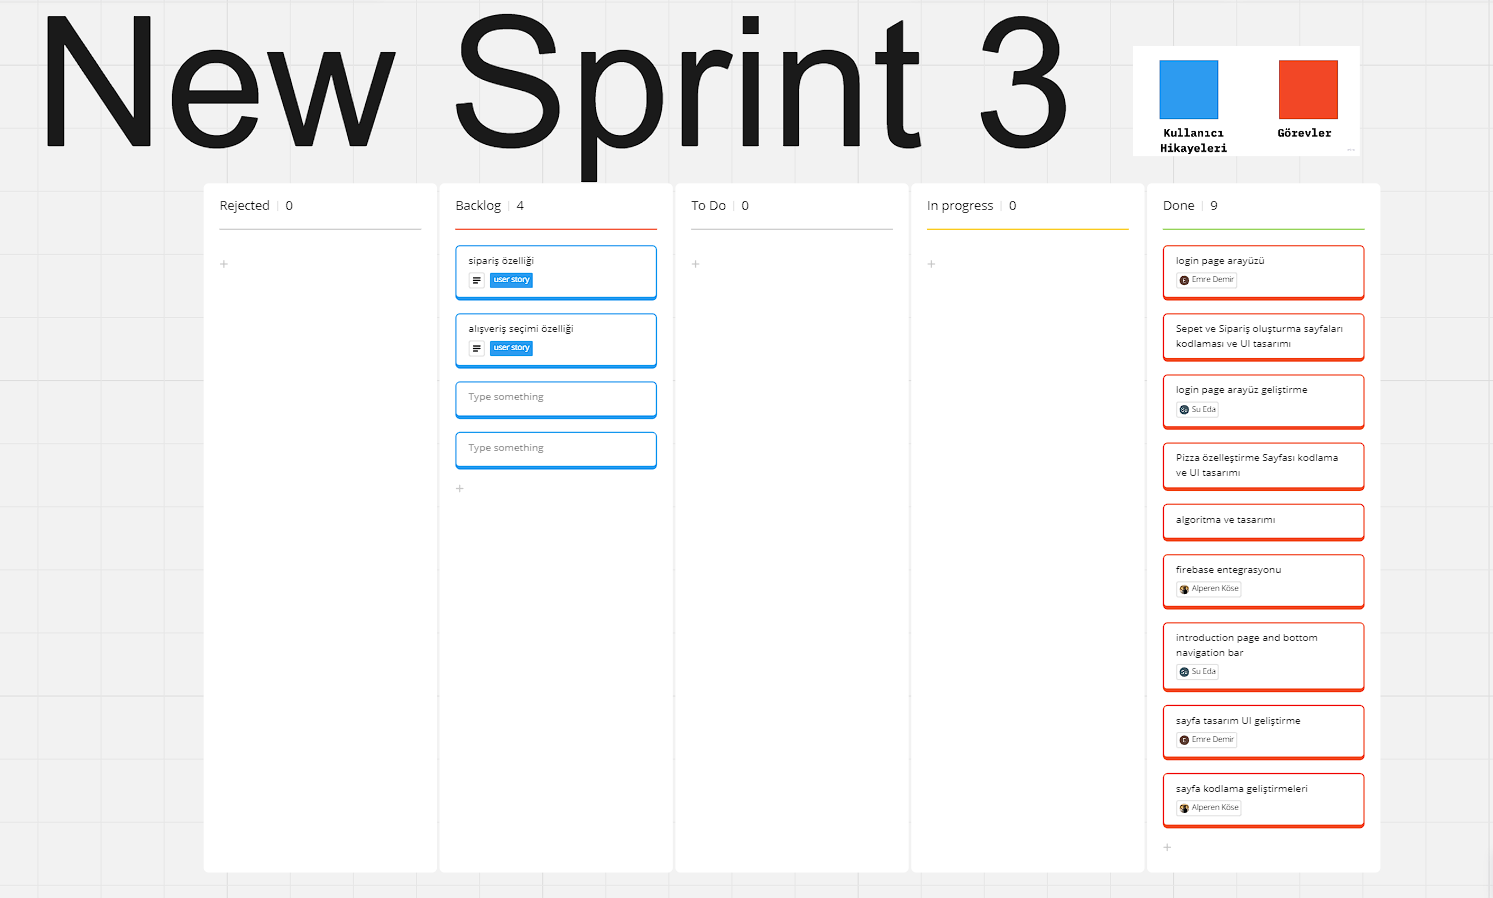 New Sprint 3
Kullanıcı
Hikayeleri
Görevler
Rejected 0
Backlog 4
To Do 0
In progress 0
Done 9
+
sipariş özelliği
user story
alışveriş seçimi özelliği
user story
Type something
Type something
+
+
+
login page arayüzü
E Emre Demir
Sepet ve Sipariş oluşturma sayfaları
kodlaması ve UI tasarımı
login page arayüz geliştirme
Su Su Eda
Pizza özelleştirme Sayfası kodlama
ve UI tasarımı
algoritma ve tasarımı
firebase entegrasyonu
Alperen Köse
introduction page and bottom
navigation bar
Su Su Eda
sayfa tasarım UI geliştirme
E Emre Demir
sayfa kodlama geliştirmeleri
Alperen Köse
+